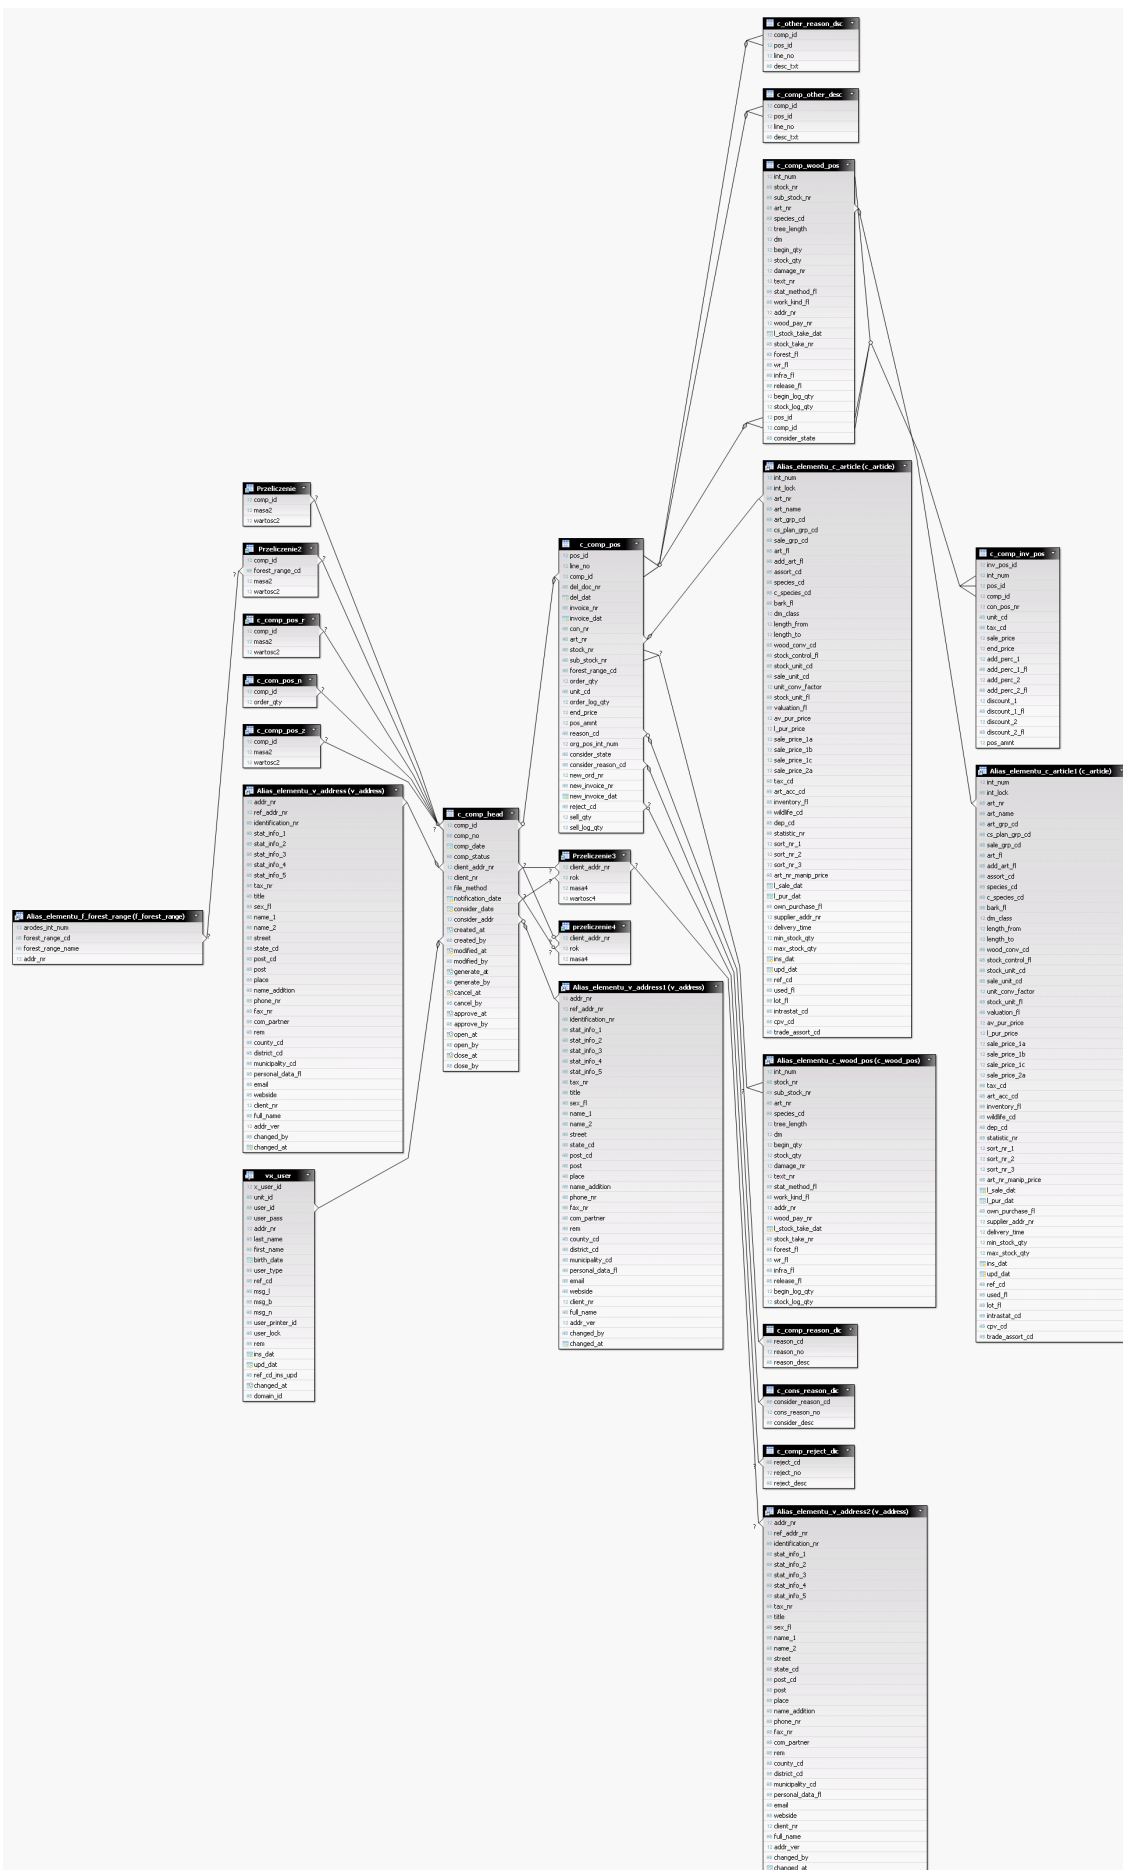 c_other_reason_dsc
comp_id
pos_id
line_no
desc_txt
c_comp_other_desc
comp_id
pos_id
line_no
desc_txt
c_comp_wood_pos
int_num
stock_nr
sub_stock_nr
art_nr
species_cd
tree_length
dm
begin_qty
stock_qty
damage_nr
text_nr
stat_method_fl
work_kind_fl
addr_nr
wood_pay_nr
l_stock_take_dat
stock_take_nr
forest_fl
wr_fl
infra_fl
release_fl
begin_log_qty
stock_log_qty
pos_id
comp_id
consider_state
Alias_elementu_c_article (c_article)
int_num
int_lock
art_nr
art_name
art_grp_cd
cs_plan_grp_cd
sale_grp_cd
art_fl
add_art_fl
assort_cd
species_cd
c_species_cd
bark_fl
dm_class
length_from
length_to
wood_conv_cd
stock_control_fl
stock_unit_cd
sale_unit_cd
unit_conv_factor
stock_unit_fl
valuation_fl
av_pur_price
l_pur_price
sale_price_1a
sale_price_1b
sale_price_1c
sale_price_2a
tax_cd
art_acc_cd
inventory_fl
wildlife_cd
dep_cd
statistic_nr
sort_nr_1
sort_nr_2
sort_nr_3
art_nr_manip_price
l_sale_dat
l_pur_dat
own_purchase_fl
supplier_addr_nr
delivery_time
min_stock_qty
max_stock_qty
ins_dat
upd_dat
ref_cd
used_fl
lot_fl
intrastat_cd
cpv_cd
trade_assort_cd
Przeliczenie
comp_id
masa2
wartosc2
Przeliczenie2
comp_id
forest_range_cd
masa2
wartosc2
c_comp_pos_r
comp_id
masa2
wartosc2
c_com_pos_n
comp_id
order_qty
c_comp_pos_z
comp_id
masa2
wartosc2
Alias_elementu_v_address (v_address)
addr_nr
ref_addr_nr
identification_nr
stat_info_1
stat_info_2
stat_info_3
stat_info_4
stat_info_5
tax_nr
title
sex_fl
name_1
name_2
street
state_cd
post_cd
post
place
name_addition
phone_nr
fax_nr
com_partner
rem
county_cd
district_cd
municipality_cd
personal_data_fl
email
webside
client_nr
full_name
addr_ver
changed_by
changed_at
Alias_elementu_f_forest_range (f_forest_range)
arodes_int_num
forest_range_cd
forest_range_name
addr_nr
vx_user
x_user_id
unit_id
user_id
user_pass
addr_nr
last_name
first_name
birth_date
user_type
ref_cd
msg_l
msg_b
msg_n
user_printer_id
user_lock
rem
ins_dat
upd_dat
ref_cd_ins_upd
changed_at
domain_id
c_comp_head
comp_id
comp_no
comp_date
comp_status
client_addr_nr
client_nr
file_method
notification_date
consider_date
consider_addr
created_at
created_by
modified_at
modified_by
generate_at
generate_by
cancel_at
cancel_by
approve_at
approve_by
open_at
open_by
close_at
close_by
c_comp_pos
pos_id
line_no
comp_id
del_doc_nr
del_dat
invoice_nr
invoice_dat
con_nr
art_nr
stock_nr
sub_stock_nr
forest_range_cd
order_qty
unit_cd
order_log_qty
end_price
pos_amnt
reason_cd
org_pos_int_num
consider_state
consider_reason_cd
new_ord_nr
new_invoice_nr
new_invoice_dat
reject_cd
sell_qty
sell_log_qty
Przeliczenie3
client_addr_nr
rok
masa4
wartosc4
przeliczenie4
client_addr_nr
rok
masa4
Alias_elementu_v_address1 (v_address)
addr_nr
ref_addr_nr
identification_nr
stat_info_1
stat_info_2
stat_info_3
stat_info_4
stat_info_5
tax_nr
title
sex_fl
name_1
name_2
street
state_cd
post_cd
post
place
name_addition
phone_nr
fax_nr
com_partner
rem
county_cd
district_cd
municipality_cd
personal_data_fl
email
webside
client_nr
full_name
addr_ver
changed_by
changed_at
c_comp_inv_pos
inv_pos_id
int_num
pos_id
comp_id
con_pos_nr
unit_cd
tax_cd
sale_price
end_price
add_perc_1
add_perc_1_fl
add_perc_2
add_perc_2_fl
discount_1
discount_1_fl
discount_2
discount_2_fl
pos_amnt
Alias_elementu_c_article1 (c_article)
int_num
int_lock
art_nr
art_name
art_grp_cd
cs_plan_grp_cd
sale_grp_cd
art_fl
add_art_fl
assort_cd
species_cd
c_species_cd
bark_fl
dm_class
length_from
length_to
wood_conv_cd
stock_control_fl
stock_unit_cd
sale_unit_cd
unit_conv_factor
stock_unit_fl
valuation_fl
av_pur_price
l_pur_price
sale_price_1a
sale_price_1b
sale_price_1c
sale_price_2a
tax_cd
art_acc_cd
inventory_fl
wildlife_cd
dep_cd
statistic_nr
sort_nr_1
sort_nr_2
sort_nr_3
art_nr_manip_price
l_sale_dat
l_pur_dat
own_purchase_fl
supplier_addr_nr
delivery_time
min_stock_qty
max_stock_qty
ins_dat
upd_dat
ref_cd
used_fl
lot_fl
intrastat_cd
cpv_cd
trade_assort_cd
Alias_elementu_c_wood_pos (c_wood_pos)
int_num
stock_nr
sub_stock_nr
art_nr
species_cd
tree_length
dm
begin_qty
stock_qty
damage_nr
text_nr
stat_method_fl
work_kind_fl
addr_nr
wood_pay_nr
l_stock_take_dat
stock_take_nr
forest_fl
wr_fl
infra_fl
release_fl
begin_log_qty
stock_log_qty
c_comp_reason_dic
reason_cd
reason_no
reason_desc
c_cons_reason_dic
consider_reason_cd
cons_reason_no
consider_desc
c_comp_reject_dic
reject_cd
reject_no
reject_desc
Alias_elementu_v_address2 (v_address)
addr_nr
ref_addr_nr
identification_nr
stat_info_1
stat_info_2
stat_info_3
stat_info_4
stat_info_5
tax_nr
title
sex_fl
name_1
name_2
street
state_cd
post_cd
post
place
name_addition
phone_nr
fax_nr
com_partner
rem
county_cd
district_cd
municipality_cd
personal_data_fl
email
webside
client_nr
full_name
addr_ver
changed_by
changed_at